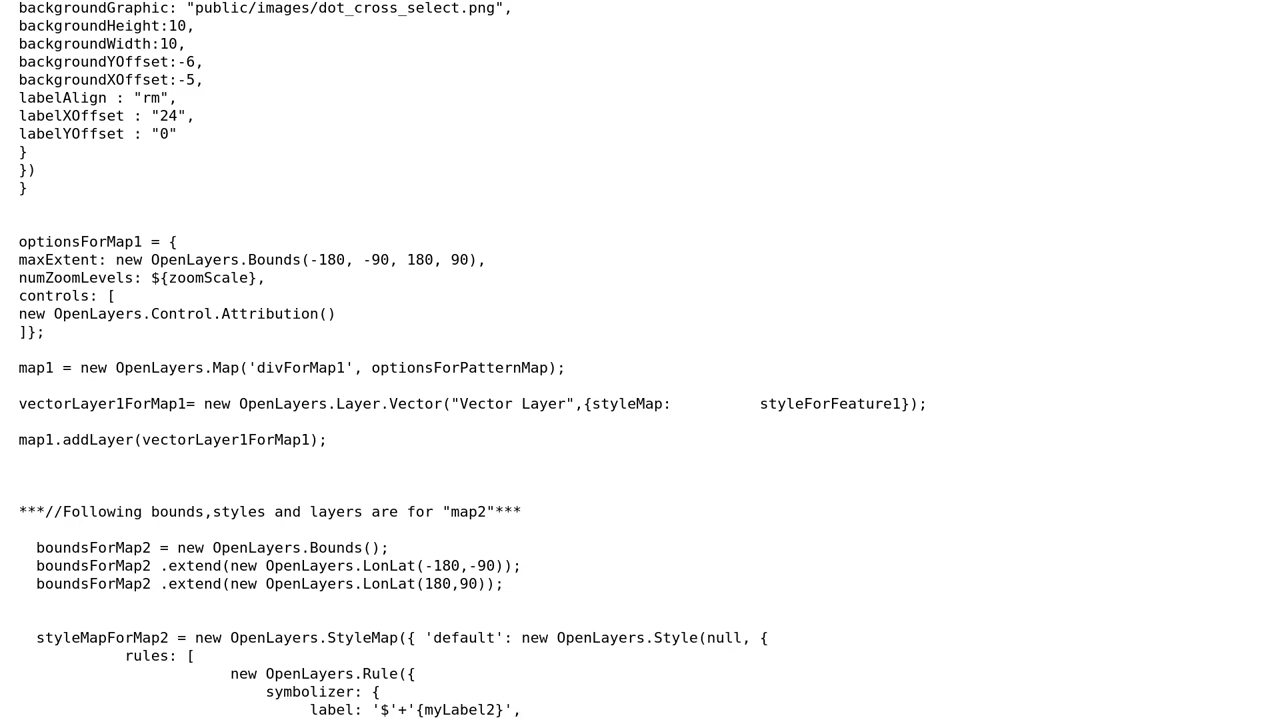 backgroundGraphic: "public/images/dot_cross_select.png",
backgroundHeight:10,
backgroundWidth:10,
backgroundYOffset:-6,
backgroundXOffset:-5,
labelAlign : "rm",
labelXOffset : "24",
labelYOffset : "0"
}
})
}
optionsForMap1 = {
maxExtent: new OpenLayers.Bounds(-180, -90, 180, 90),
numZoomLevels: ${zoomScale},
controls: [
new OpenLayers.Control.Attribution()
]};
map1 = new OpenLayers.Map('divForMap1', optionsForPatternMap);
vectorLayer1ForMap1= new OpenLayers.Layer.Vector("Vector Layer",{styleMap:          styleForFeature1});
map1.addLayer(vectorLayer1ForMap1);
***//Following bounds,styles and layers are for "map2"***
  boundsForMap2 = new OpenLayers.Bounds();
  boundsForMap2 .extend(new OpenLayers.LonLat(-180,-90));
  boundsForMap2 .extend(new OpenLayers.LonLat(180,90));
  styleMapForMap2 = new OpenLayers.StyleMap({ 'default': new OpenLayers.Style(null, {
            rules: [
                        new OpenLayers.Rule({
                            symbolizer: {
                                 label: '$'+'{myLabel2}',